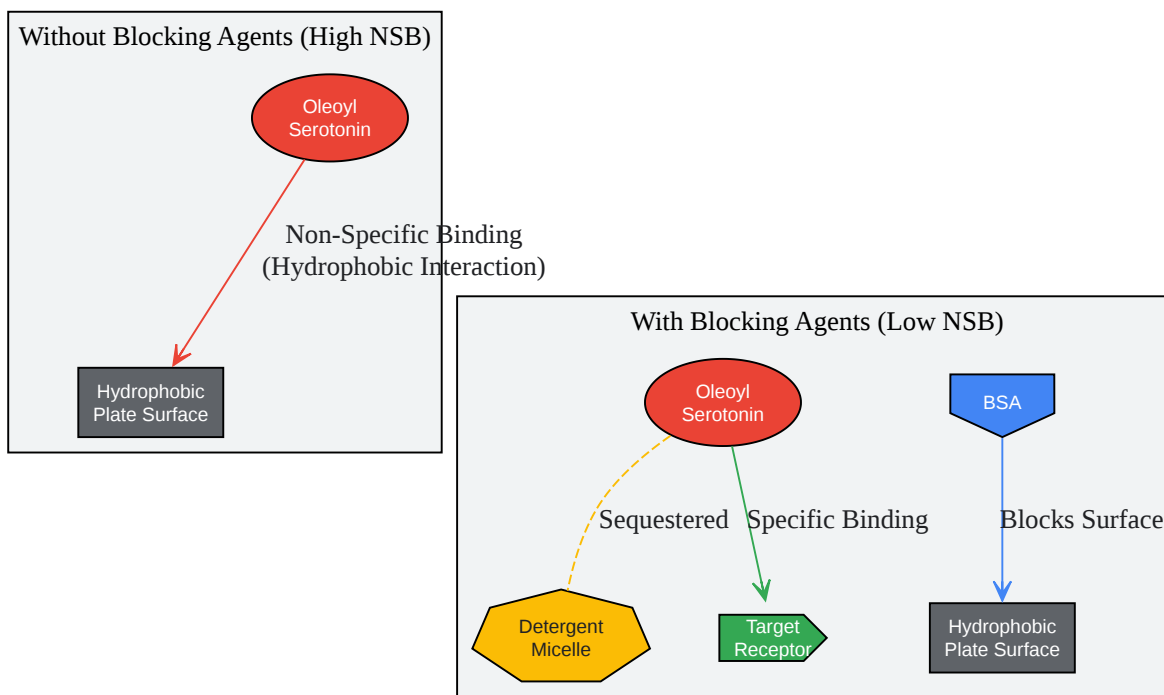 Without Blocking Agents (High NSB)
Oleoyl
Serotonin
Non-Specific Binding
(Hydrophobic Interaction)
Hydrophobic
Plate Surface
With Blocking Agents (Low NSB)
Oleoyl
Serotonin
BSA
Sequestered
Specific Binding
Blocks Surface
Detergent
Micelle
Target
Receptor
Hydrophobic
Plate Surface